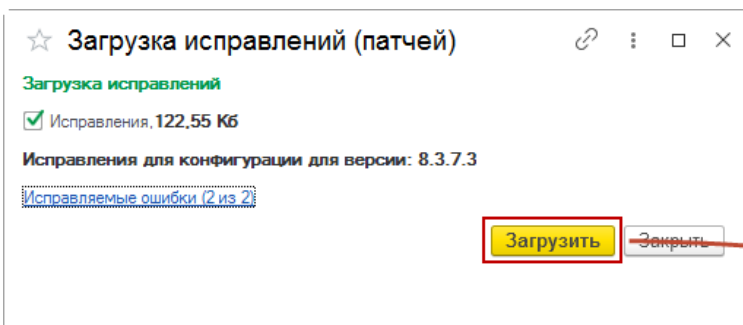 Загрузка исправлений (патчей)
Загрузка исправлений
Исправления, 122,55 Кб
Исправления для конфигурации для версии: 8.3.7.3
Исправляемые ошибки (2 из 2)
Загрузить Закрыть